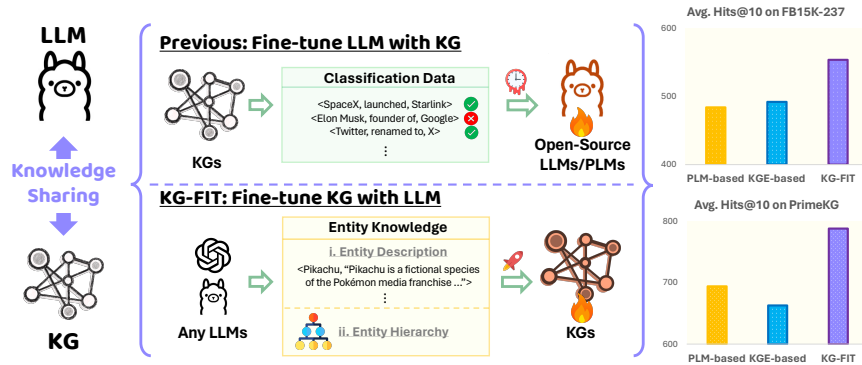 LLM
Knowledge
Sharing
KG
Previous: Fine-tune LLM with KG
KGs
Classification Data
<SpaceX, launched, Starlink>
<Elon Musk, founder of, Google>
<Twitter, renamed to, X>
⋮
Open-Source
LLMs/PLMs
KG-FIT: Fine-tune KG with LLM
Any LLMs
Entity Knowledge
i. Entity Description
<Pikachu, “Pikachu is a fictional species
of the Pokémon media franchise ...”>
⋮
ii. Entity Hierarchy
KGs
Avg. Hits@10 on FB15K-237
600
500
400
PLM-based KGE-based KG-FIT
Avg. Hits@10 on PrimeKG
800
700
600
PLM-based KGE-based KG-FIT